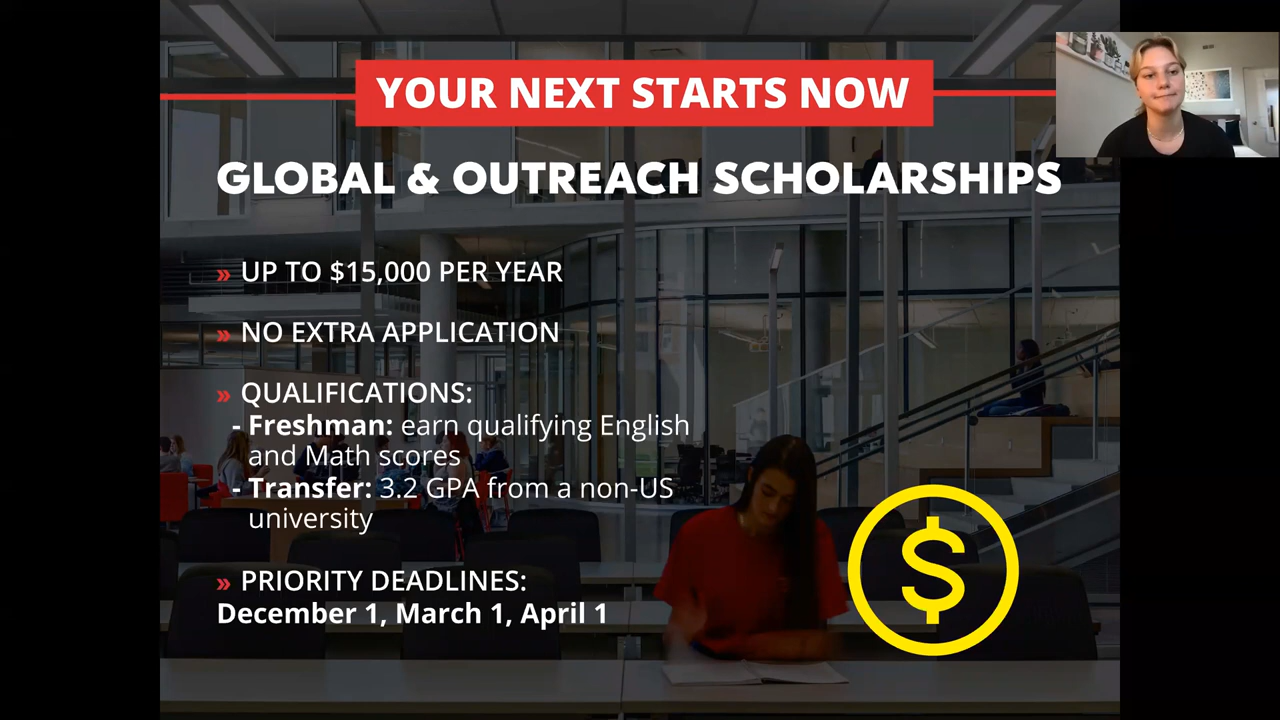 YOUR NEXT STARTS NOW
GLOBAL & OUTREACH SCHOLARSHIPS
» UP TO $15,000 PER YEAR
» NO EXTRA APPLICATION
» QUALIFICATIONS:
- Freshman: earn qualifying English
and Math scores
- Transfer: 3.2 GPA from a non-US
university
» PRIORITY DEADLINES:
December 1, March 1, April 1
$